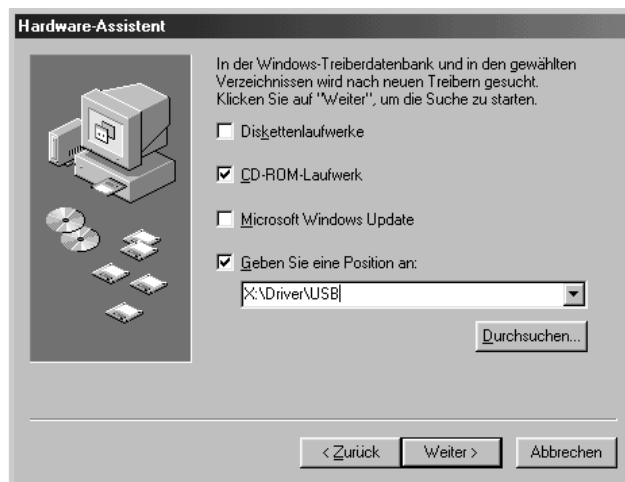 Hardware-Assistent
In der Windows-Treiberdatenbank und in den gewählten
Verzeichnissen wird nach neuen Treibern gesucht.
Klicken Sie auf "Weiter", um die Suche zu starten.
Diskettenlaufwerke
CD-ROM-Laufwerk
Microsoft Windows Update
Geben Sie eine Position an:
X:\Driver\USB
Durchsuchen...
< Zurück Weiter > Abbrechen